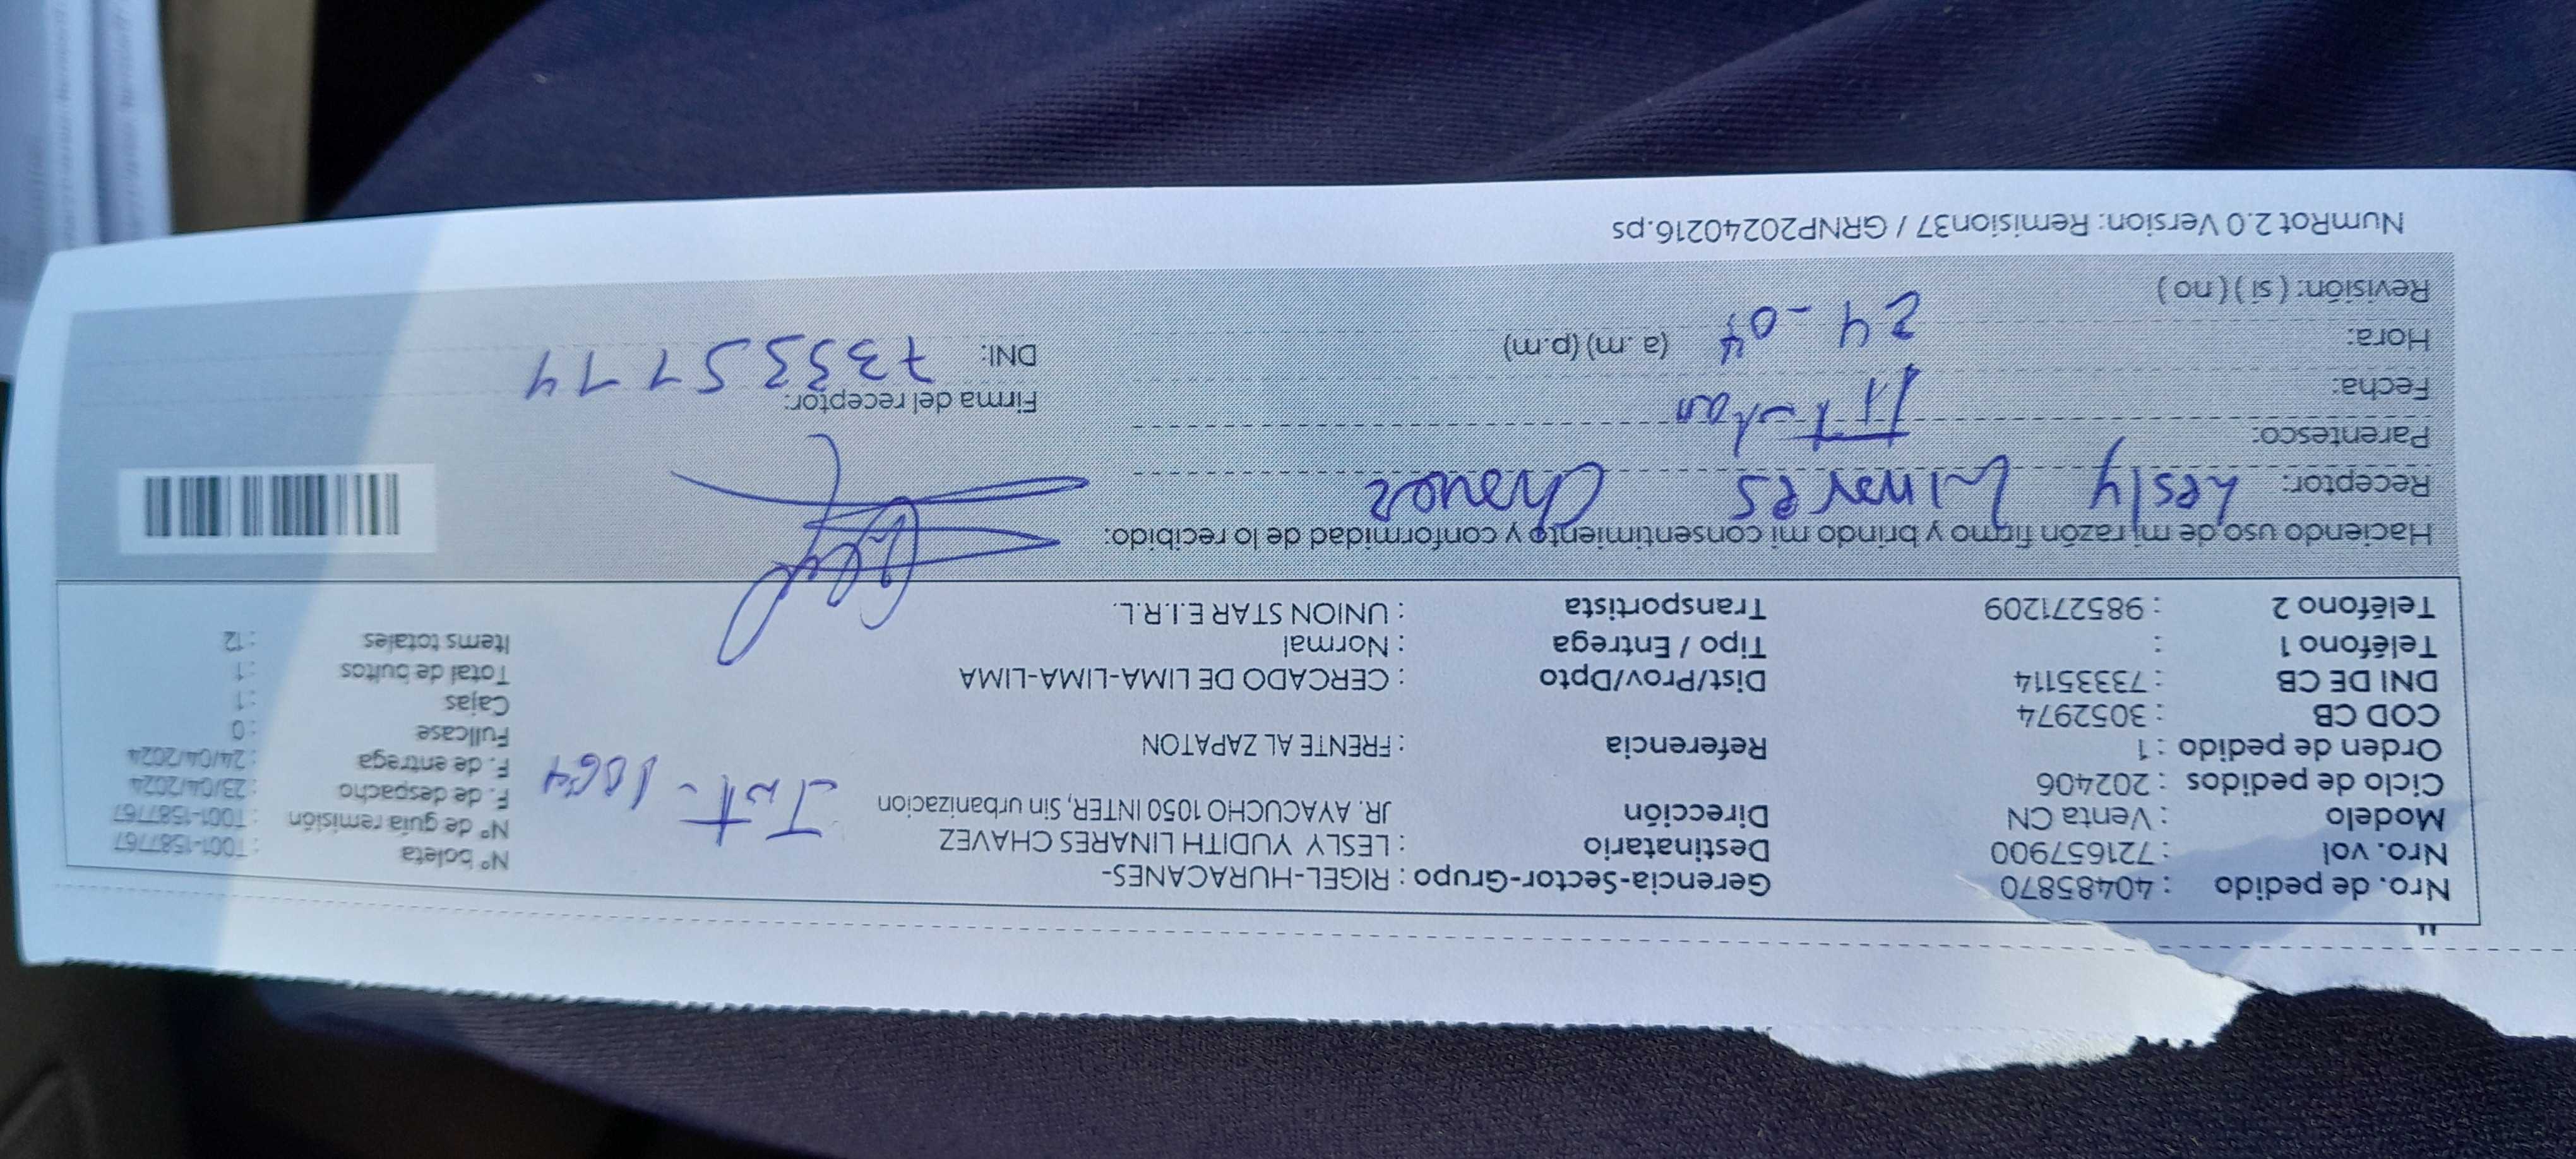 Nro. de pedido : 40485870 Gerencia-Sector-Grupo : RIGEL-HURACANES-
Nro. vol : 721657900 Destinatario : LESLY YUDITH LINARES CHAVEZ Nº boleta : T001-1587767
Modelo : Venta CN Dirección JR. AYACUCHO 1050 INTER, Sin urbanizacion Nº de guia remisión : T001-1587767
Ciclo de pedidos : 202406 F. de despacho : 23/04/2024
Orden de pedido : 1 Referencia : FRENTE AL ZAPATON Int-1064 F. de entrega : 24/04/2024
COD CB : 3052974 Fullcase : 0
DNI DE CB : 73335114 Dist/Prov/Dpto : CERCADO DE LIMA-LIMA-LIMA Cajas : 1
Teléfono 1 : Tipo / Entrega : Normal Total de bultos : 1
Teléfono 2 : 985271209 Transportista : UNION STAR E.I.R.L. Items totales : 12
Haciendo uso de mi razón firmo y brindo mi consentimiento y conformidad de lo recibido:
Receptor: Lesly Linares Chavez
Parentesco:
Fecha: Firma del receptor:
Hora: 24-04 (a.m) (p.m) DNI: 73335114
Revisión: ( sí ) ( no )
NumRot 2.0 Version: Remision37 / GRNP20240216.ps